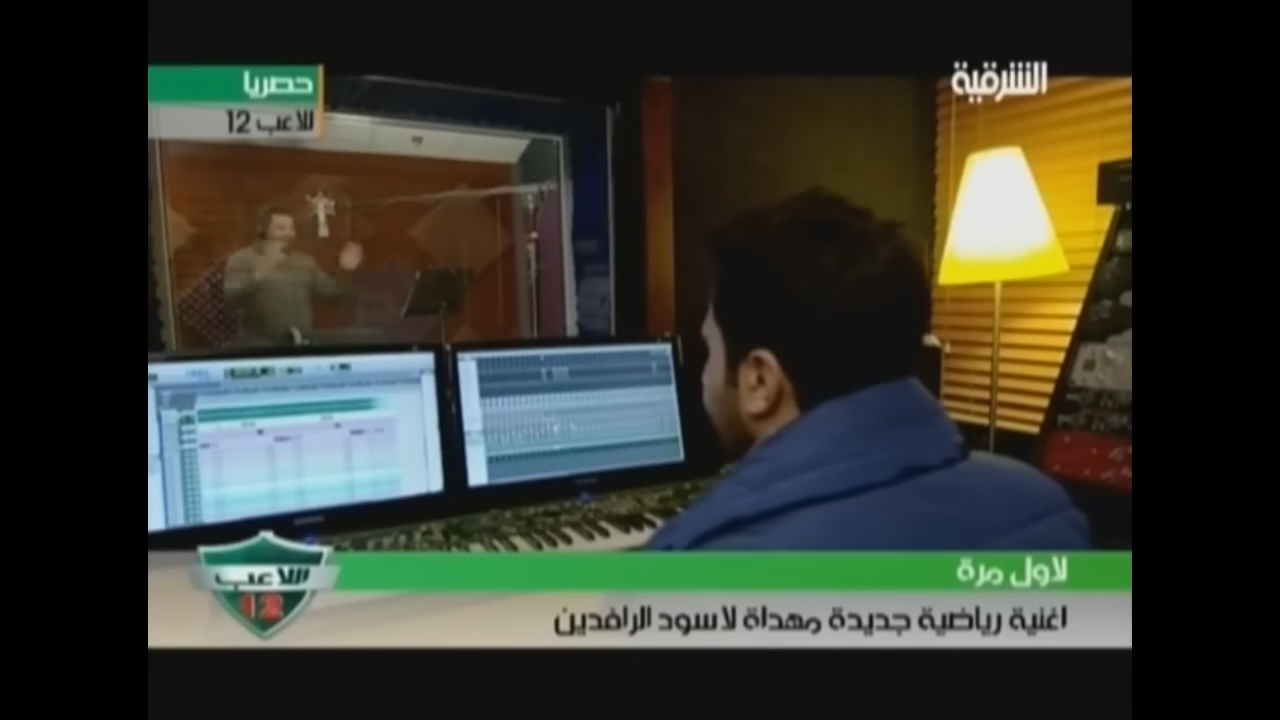 حصريا
الشرقية
للاعب 12
لاول مرة
اللاعب
12
اغنية رياضية جديدة مهداة لاسود الرافدين